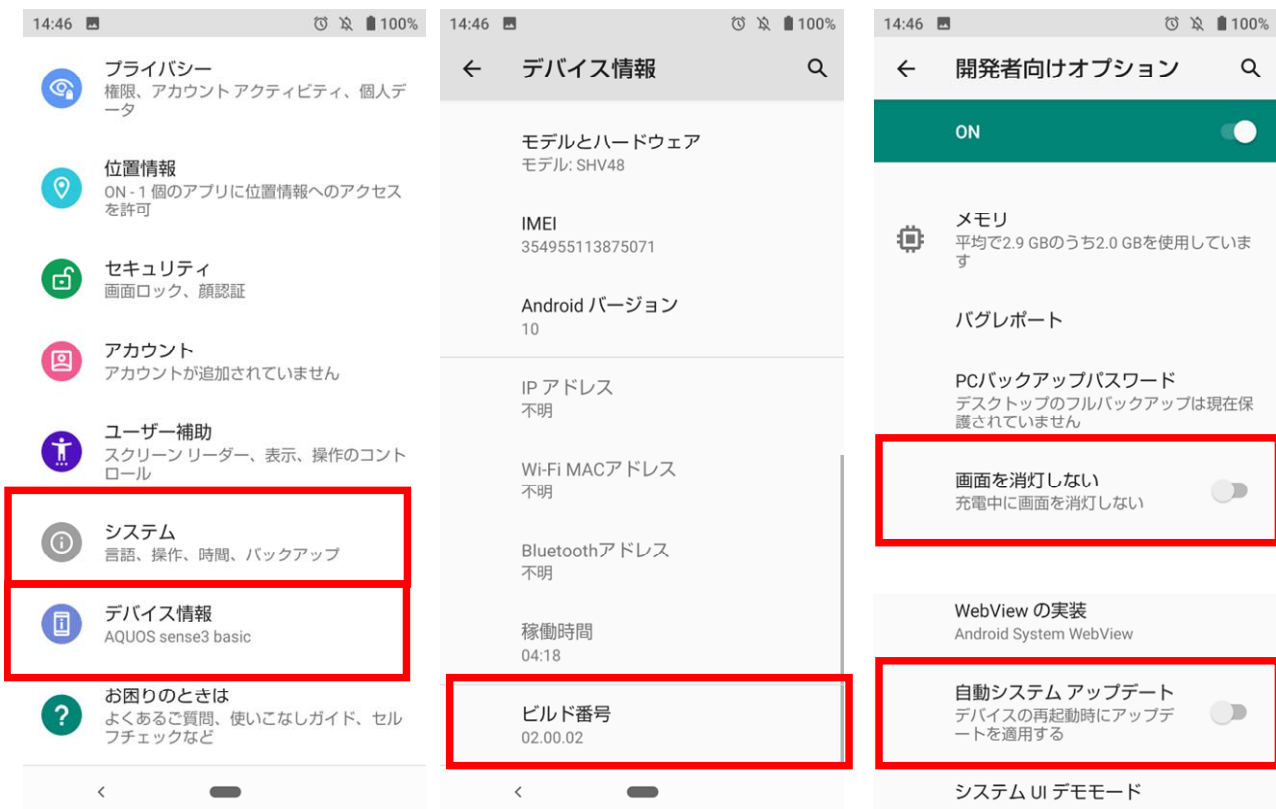 14:46 100%
プライバシー
権限、アカウント アクティビティ、個人デ
ータ
位置情報
ON - 1 個のアプリに位置情報へのアクセス
を許可
セキュリティ
画面ロック、顔認証
アカウント
アカウントが追加されていません
ユーザー補助
スクリーン リーダー、表示、操作のコント
ロール
システム
言語、操作、時間、バックアップ
デバイス情報
AQUOS sense3 basic
お困りのときは
よくあるご質問、使いこなしガイド、セル
フチェックなど
14:46 100%
デバイス情報
モデルとハードウェア
モデル: SHV48
IMEI
354955113875071
Android バージョン
10
IP アドレス
不明
Wi-Fi MACアドレス
不明
Bluetoothアドレス
不明
稼働時間
04:18
ビルド番号
02.00.02
14:46 100%
開発者向けオプション
ON
メモリ
平均で2.9 GBのうち2.0 GBを使用していま
す
バグレポート
PCバックアップパスワード
デスクトップのフルバックアップは現在保
護されていません
画面を消灯しない
充電中に画面を消灯しない
WebView の実装
Android System WebView
自動システム アップデート
デバイスの再起動時にアップデ
ートを適用する
システム UI デモモード